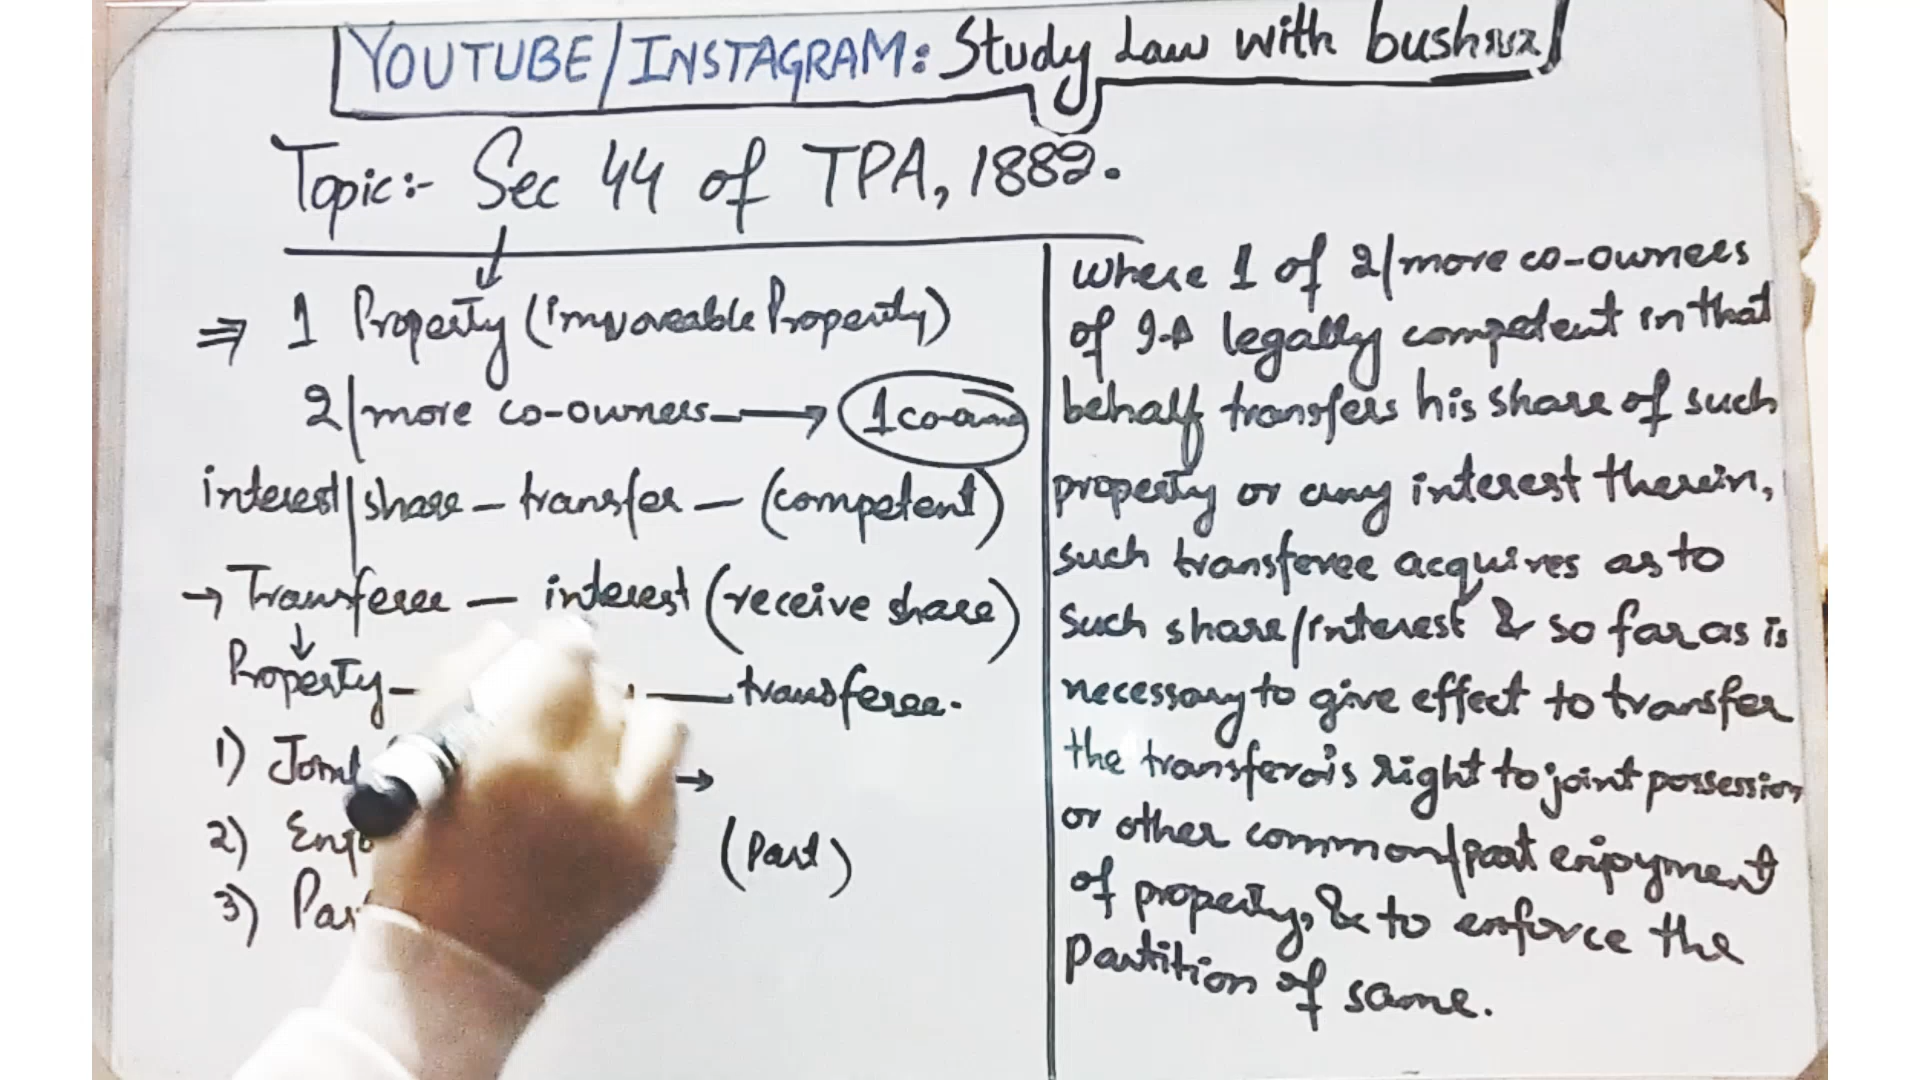 YOUTUBE/INSTAGRAM: Study Law with bushra
Topic:- Sec 44 of TPA, 1882.
⇒ 1 Property (immoveable Property)
2/more co-owners → 1 co-owner
interest/share - transfer - (competent)
→ Transferee - interest (receive share)
↓
Property - transferee.
1) Joint →
2) Enjo (Part)
3) Par
Where 1 of 2/more co-owners
of I.P legally competent in that
behalf transfers his share of such
property or any interest therein,
such transferee acquires as to
such share/interest & so far as is
necessary to give effect to transfer
the transferor's right to joint possession
or other common/part enjoyment
of property, & to enforce the
Partition of same.